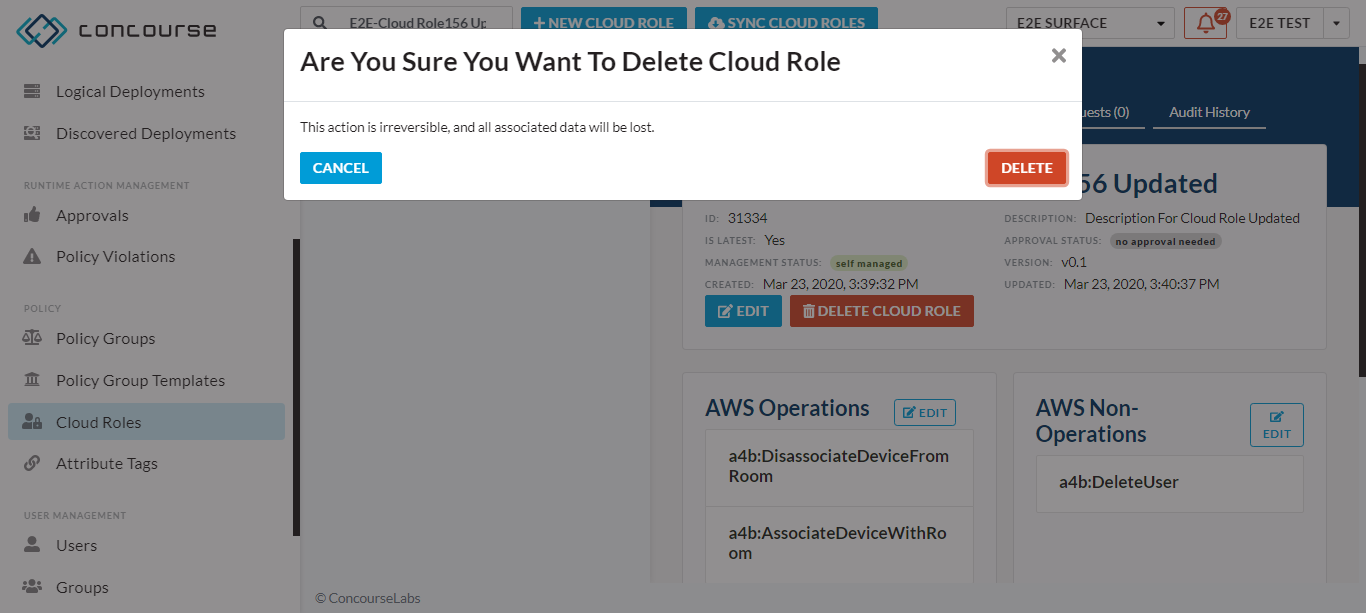 concourse
E2E-Cloud Role156 Up
NEW CLOUD ROLE
SYNC CLOUD ROLES
E2E SURFACE
27
E2E TEST
Are You Sure You Want To Delete Cloud Role
This action is irreversible, and all associated data will be lost.
CANCEL
DELETE
Logical Deployments
Discovered Deployments
RUNTIME ACTION MANAGEMENT
Approvals
Policy Violations
POLICY
Policy Groups
Policy Group Templates
Cloud Roles
Attribute Tags
USER MANAGEMENT
Users
Groups
uests (0)
Audit History
56 Updated
ID: 31334
IS LATEST: Yes
MANAGEMENT STATUS: self managed
CREATED: Mar 23, 2020, 3:39:32 PM
DESCRIPTION: Description For Cloud Role Updated
APPROVAL STATUS: no approval needed
VERSION: v0.1
UPDATED: Mar 23, 2020, 3:40:37 PM
EDIT
DELETE CLOUD ROLE
AWS Operations
EDIT
a4b:DisassociateDeviceFrom
Room
a4b:AssociateDeviceWithRo
om
AWS Non-
Operations
EDIT
a4b:DeleteUser
© ConcourseLabs